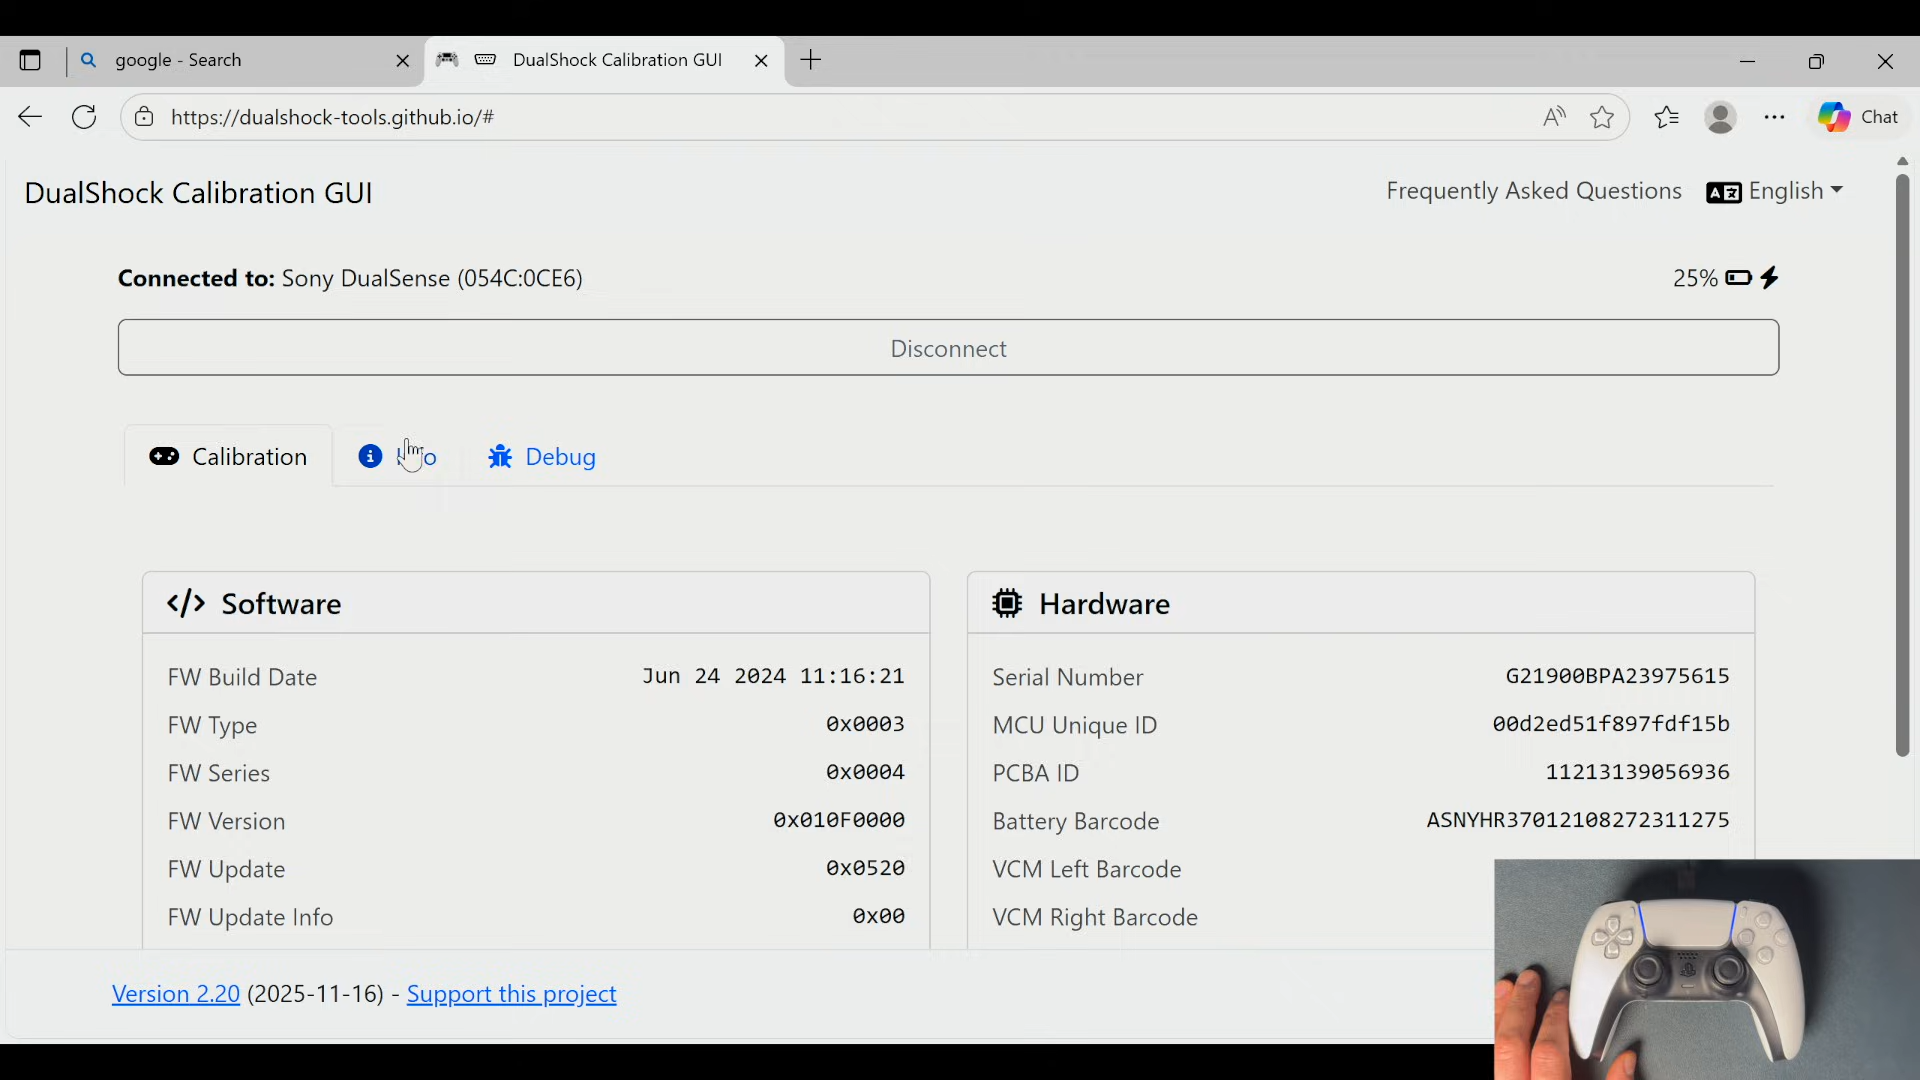 google - Search
DualShock Calibration GUI
https://dualshock-tools.github.io/#
Chat
DualShock Calibration GUI
Frequently Asked Questions
English
Connected to: Sony DualSense (054C:0CE6)
25%
Disconnect
Calibration
Debug
</> Software
FW Build Date Jun 24 2024 11:16:21
FW Type 0x0003
FW Series 0x0004
FW Version 0x010F0000
FW Update 0x0520
FW Update Info 0x00
Hardware
Serial Number G21900BPA23975615
MCU Unique ID 00d2ed51f897fdf15b
PCBA ID 11213139056936
Battery Barcode ASNYHR37012108272311275
VCM Left Barcode
VCM Right Barcode
Version 2.20 (2025-11-16) - Support this project